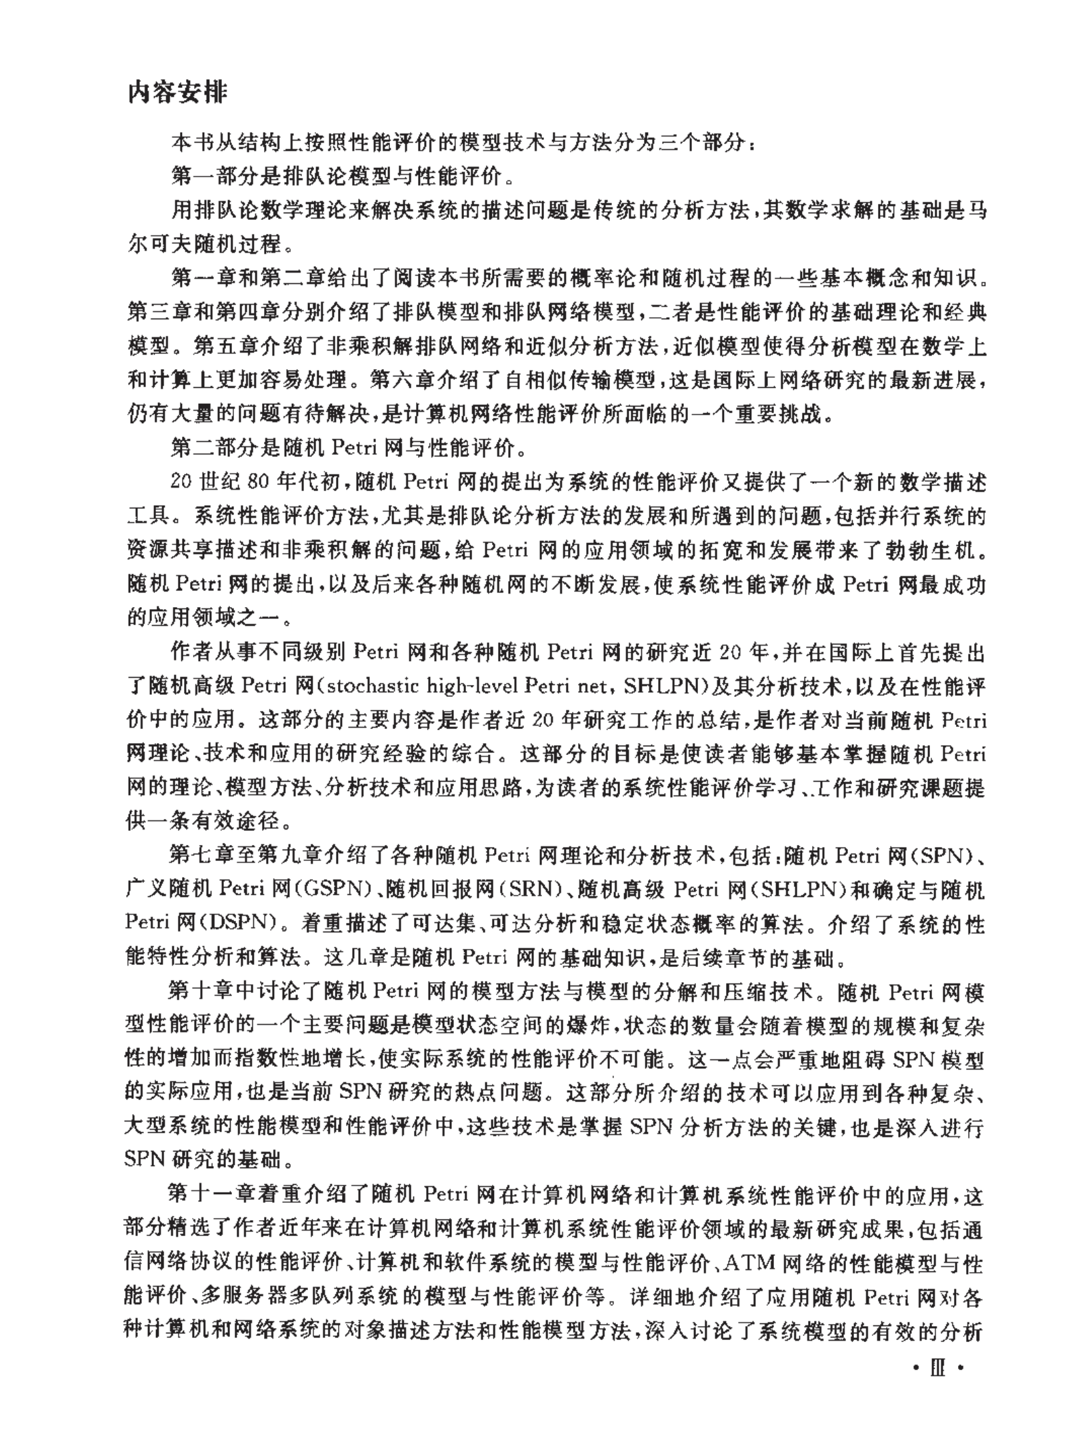 内容安排
本书从结构上按照性能评价的模型技术与方法分为三个部分：
第一部分是排队论模型与性能评价。
用排队论数学理论来解决系统的描述问题是传统的分析方法，其数学求解的基础是马
尔可夫随机过程。
第一章和第二章给出了阅读本书所需要的概率论和随机过程的一些基本概念和知识。
第三章和第四章分别介绍了排队模型和排队网络模型，二者是性能评价的基础理论和经典
模型。第五章介绍了非乘积解排队网络和近似分析方法，近似模型使得分析模型在数学上
和计算上更加容易处理。第六章介绍了自相似传输模型，这是国际上网络研究的最新进展，
仍有大量的问题有待解决，是计算机网络性能评价所面临的一个重要挑战。
第二部分是随机 Petri 网与性能评价。
20 世纪 80 年代初，随机 Petri 网的提出为系统的性能评价又提供了一个新的数学描述
工具。系统性能评价方法，尤其是排队论分析方法的发展和所遇到的问题，包括并行系统的
资源共享描述和非乘积解的问题，给 Petri 网的应用领域的拓宽和发展带来了勃勃生机。
随机 Petri 网的提出，以及后来各种随机网的不断发展，使系统性能评价成 Petri 网最成功
的应用领域之一。
作者从事不同级别 Petri 网和各种随机 Petri 网的研究近 20 年，并在国际上首先提出
了随机高级 Petri 网(stochastic high-level Petri net, SHLPN)及其分析技术，以及在性能评
价中的应用。这部分的主要内容是作者近 20 年研究工作的总结，是作者对当前随机 Petri
网理论、技术和应用的研究经验的综合。这部分的目标是使读者能够基本掌握随机 Petri
网的理论、模型方法、分析技术和应用思路，为读者的系统性能评价学习、工作和研究课题提
供一条有效途径。
第七章至第九章介绍了各种随机 Petri 网理论和分析技术，包括：随机 Petri 网(SPN)、
广义随机 Petri 网(GSPN)、随机回报网(SRN)、随机高级 Petri 网(SHLPN)和确定与随机
Petri 网(DSPN)。着重描述了可达集、可达分析和稳定状态概率的算法。介绍了系统的性
能特性分析和算法。这几章是随机 Petri 网的基础知识，是后续章节的基础。
第十章中讨论了随机 Petri 网的模型方法与模型的分解和压缩技术。随机 Petri 网模
型性能评价的一个主要问题是模型状态空间的爆炸，状态的数量会随着模型的规模和复杂
性的增加而指数性地增长，使实际系统的性能评价不可能。这一点会严重地阻碍 SPN 模型
的实际应用，也是当前 SPN 研究的热点问题。这部分所介绍的技术可以应用到各种复杂、
大型系统的性能模型和性能评价中，这些技术是掌握 SPN 分析方法的关键，也是深入进行
SPN 研究的基础。
第十一章着重介绍了随机 Petri 网在计算机网络和计算机系统性能评价中的应用，这
部分精选了作者近年来在计算机网络和计算机系统性能评价领域的最新研究成果，包括通
信网络协议的性能评价、计算机和软件系统的模型与性能评价、ATM 网络的性能模型与性
能评价、多服务器多队列系统的模型与性能评价等。详细地介绍了应用随机 Petri 网对各
种计算机和网络系统的对象描述方法和性能模型方法，深入讨论了系统模型的有效的分析
· Ⅲ ·